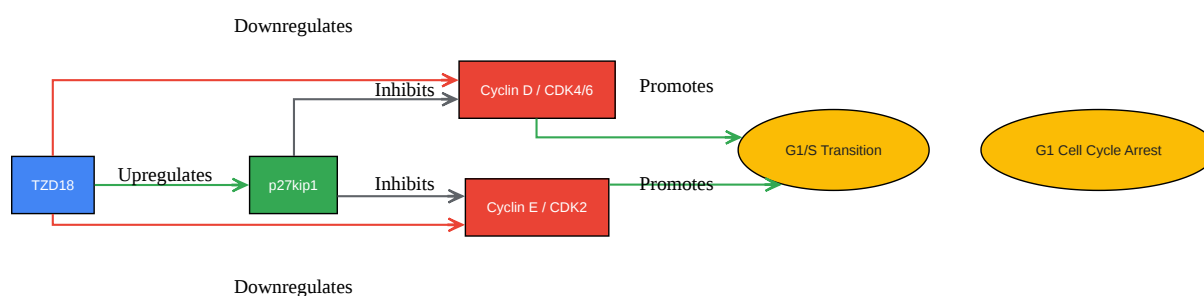 Downregulates
Inhibits
Cyclin D / CDK4/6
Promotes
G1/S Transition
G1 Cell Cycle Arrest
TZD18
Upregulates
p27kip1
Inhibits
Cyclin E / CDK2
Promotes
Downregulates